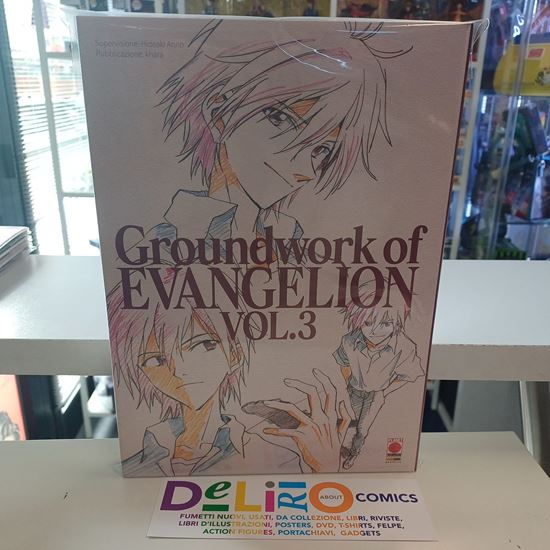 Supervisione: Hideaki Anno
Pubblicazione: khara
Groundwork of
EVANGELION
VOL.3
DeLiRiO ABOUT COMICS
FUMETTI NUOVI, USATI, DA COLLEZIONE, LIBRI, RIVISTE,
LIBRI D'ILLUSTRAZIONI, POSTERS, DVD, T-SHIRTS, FELPE,
ACTION FIGURES, PORTACHIAVI, GADGETS